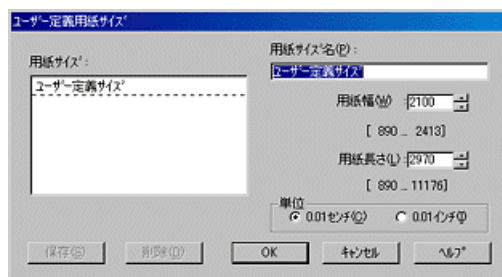 ユーザー定義用紙サイズ
用紙サイズ:
ユーザー定義サイズ
用紙サイズ名(P):
ユーザー定義サイズ
用紙幅(W) :2100
[ 890 ... 2413]
用紙長さ(L):2970
[ 890 ... 11176]
単位
0.01センチ(C) 0.01インチ(I)
保存(S) 削除(D) OK キャンセル ヘルプ